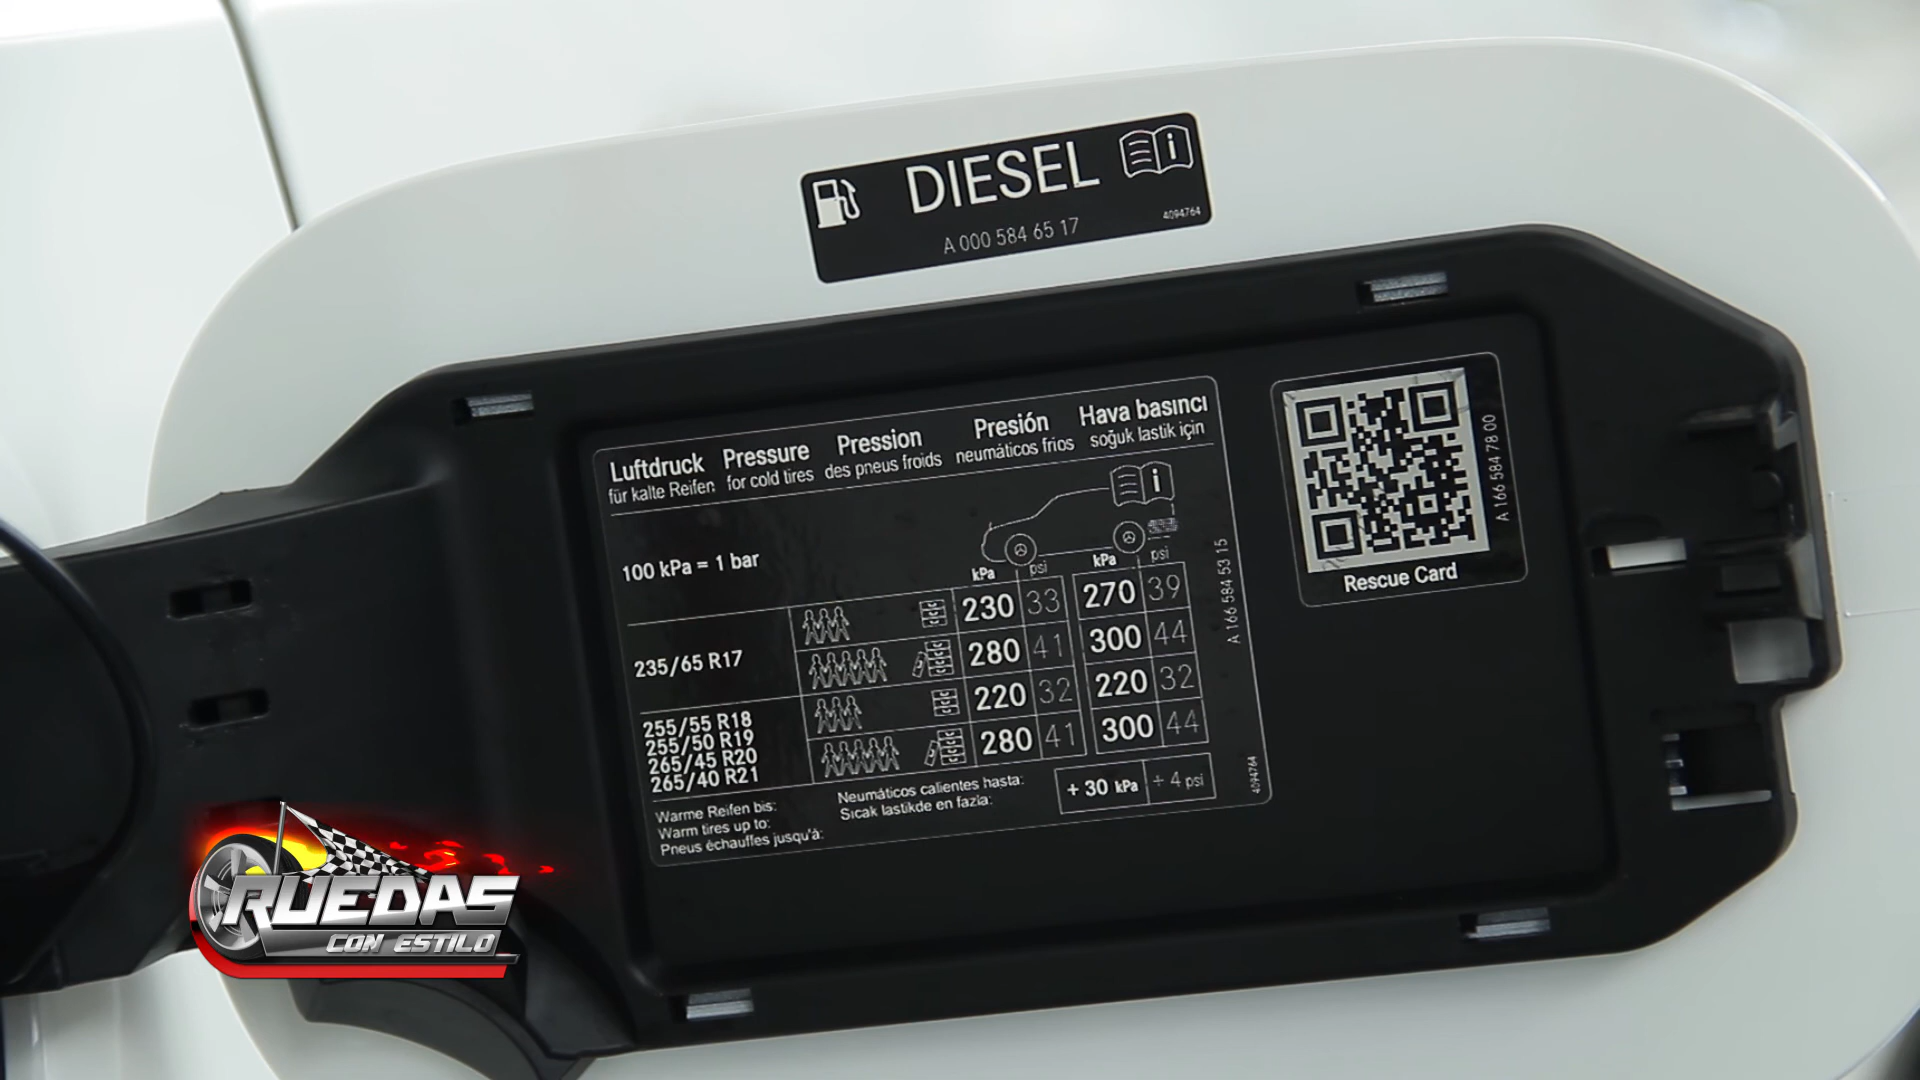 DIESEL
A 000 584 65 17
4094764
Luftdruck Pressure Pression Presión Hava basıncı
für kalte Reifen for cold tires des pneus froids neumáticos frios soğuk lastik için
100 kPa = 1 bar
kPa psi kPa psi
235/65 R17
230 33 270 39
280 41 300 44
255/55 R18
255/50 R19
265/45 R20
265/40 R21
220 32 220 32
280 41 300 44
Warme Reifen bis:
Warm tires up to:
Pneus échauffes jusqu'á:
Neumáticos calientes hasta:
Sıcak lastikde en fazla:
+ 30 kPa + 4 psi
A 166 584 53 15
4094764
Rescue Card
A 166 584 78 00
RUEDAS
CON ESTILO